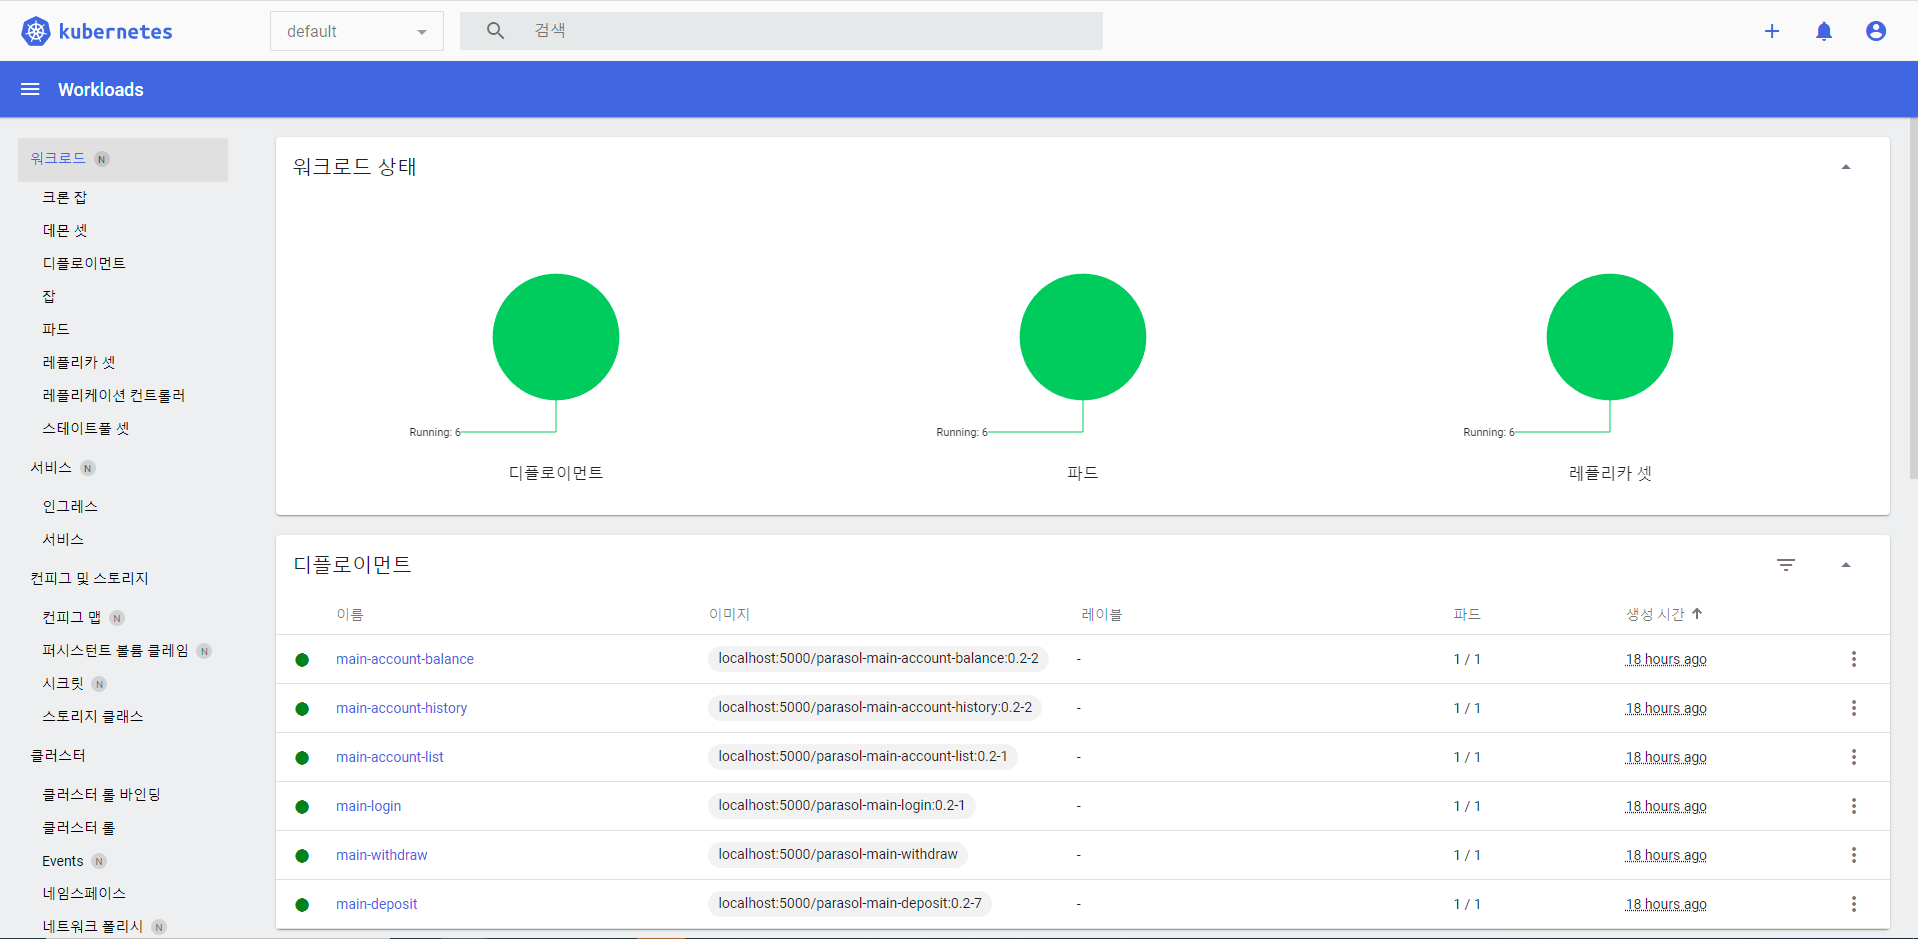 kubernetes
default
검색
Workloads
워크로드 N
크론 잡
데몬 셋
디플로이먼트
잡
파드
레플리카 셋
레플리케이션 컨트롤러
스테이트풀 셋
서비스 N
인그레스
서비스
컨피그 및 스토리지
컨피그 맵 N
퍼시스턴트 볼륨 클레임 N
시크릿 N
스토리지 클래스
클러스터
클러스터 롤 바인딩
클러스터 롤
Events N
네임스페이스
네트워크 폴리시 N
워크로드 상태
Running: 6
디플로이먼트
Running: 6
파드
Running: 6
레플리카 셋
디플로이먼트
이름 이미지 레이블 파드 생성 시간
main-account-balance localhost:5000/parasol-main-account-balance:0.2-2 - 1 / 1 18 hours ago
main-account-history localhost:5000/parasol-main-account-history:0.2-2 - 1 / 1 18 hours ago
main-account-list localhost:5000/parasol-main-account-list:0.2-1 - 1 / 1 18 hours ago
main-login localhost:5000/parasol-main-login:0.2-1 - 1 / 1 18 hours ago
main-withdraw localhost:5000/parasol-main-withdraw - 1 / 1 18 hours ago
main-deposit localhost:5000/parasol-main-deposit:0.2-7 - 1 / 1 18 hours ago